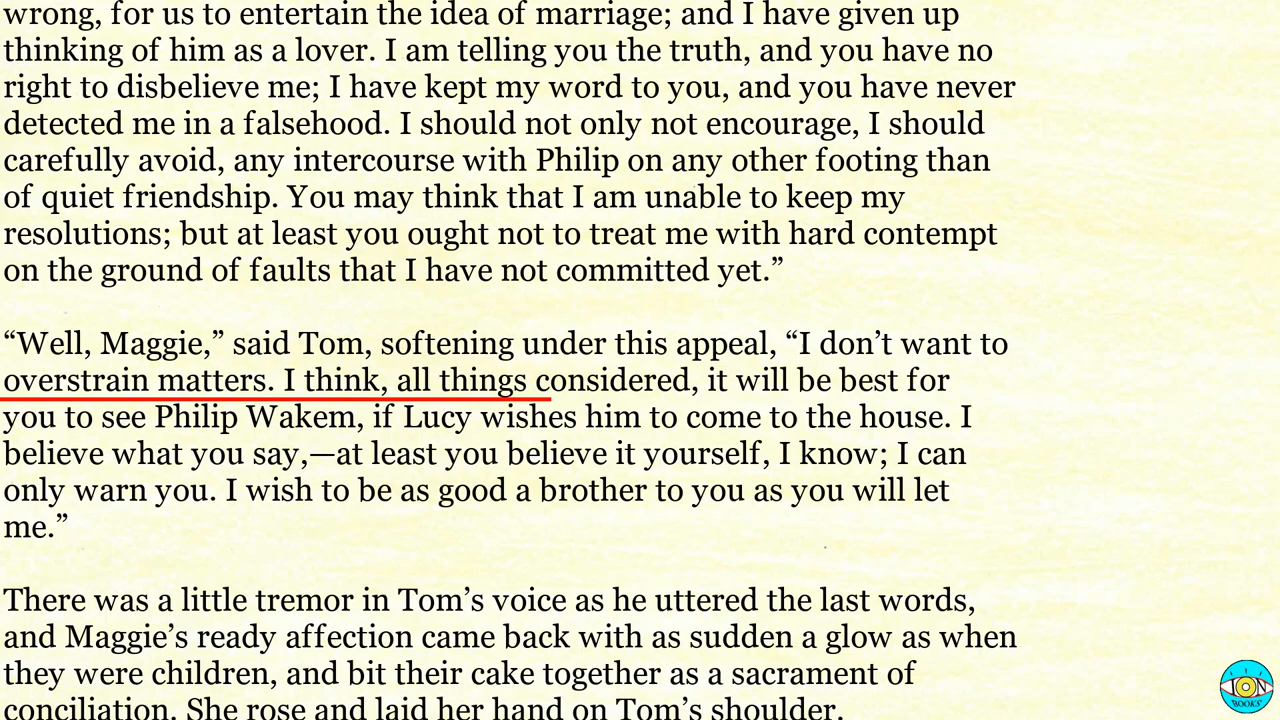 wrong, for us to entertain the idea of marriage; and I have given up
thinking of him as a lover. I am telling you the truth, and you have no
right to disbelieve me; I have kept my word to you, and you have never
detected me in a falsehood. I should not only not encourage, I should
carefully avoid, any intercourse with Philip on any other footing than
of quiet friendship. You may think that I am unable to keep my
resolutions; but at least you ought not to treat me with hard contempt
on the ground of faults that I have not committed yet.”
“Well, Maggie,” said Tom, softening under this appeal, “I don’t want to
overstrain matters. I think, all things considered, it will be best for
you to see Philip Wakem, if Lucy wishes him to come to the house. I
believe what you say,—at least you believe it yourself, I know; I can
only warn you. I wish to be as good a brother to you as you will let
me.”
There was a little tremor in Tom’s voice as he uttered the last words,
and Maggie’s ready affection came back with as sudden a glow as when
they were children, and bit their cake together as a sacrament of
conciliation. She rose and laid her hand on Tom’s shoulder.
ION
BOOKS